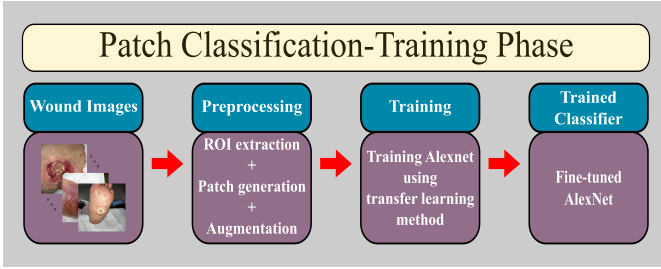 Patch Classification-Training Phase
Wound Images
Preprocessing
ROI extraction
+
Patch generation
+
Augmentation
Training
Training Alexnet
using
transfer learning
method
Trained
Classifier
Fine-tuned
AlexNet